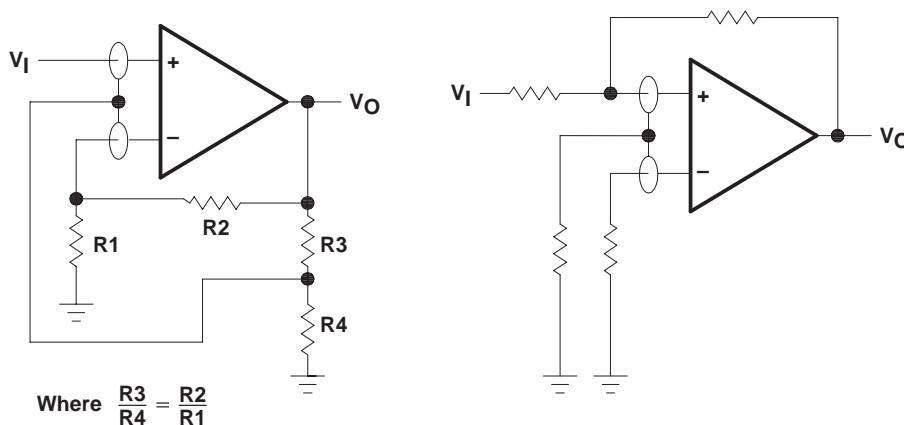 VI
+
−
VO
R2
R1
R3
R4
Where R3/R4 = R2/R1
VI
+
−
VO